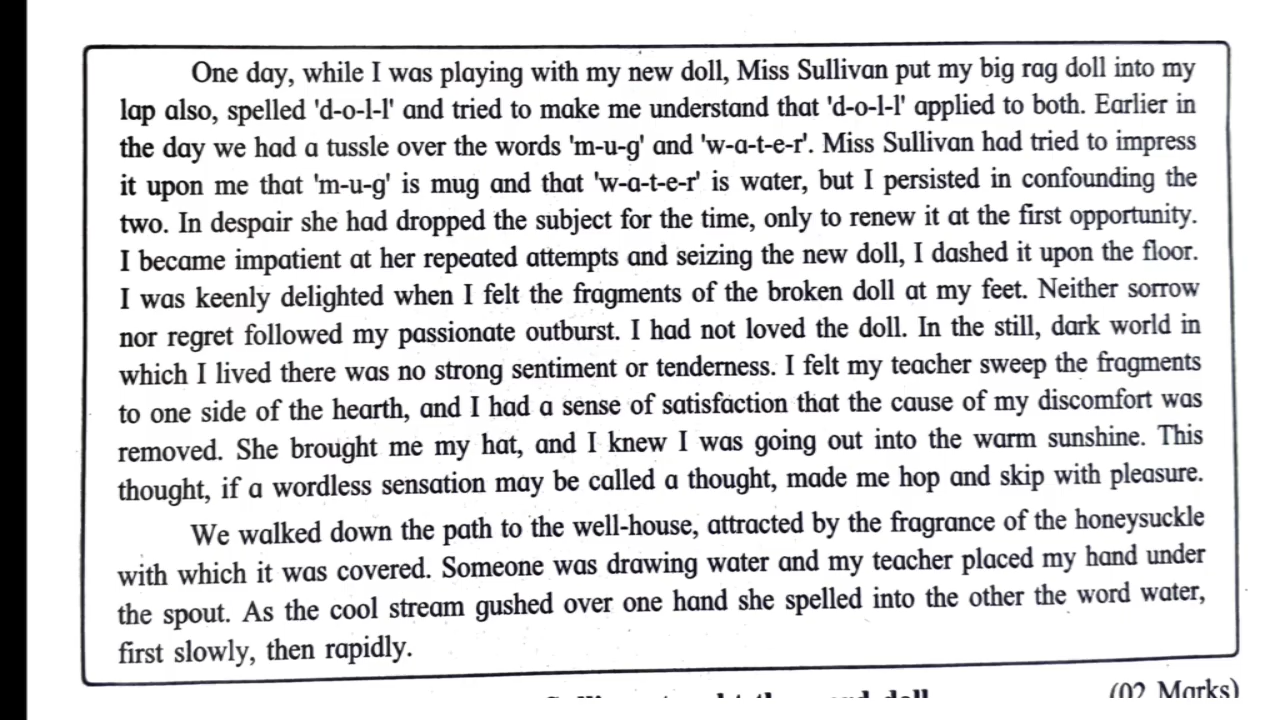 One day, while I was playing with my new doll, Miss Sullivan put my big rag doll into my
lap also, spelled 'd-o-l-l' and tried to make me understand that 'd-o-l-l' applied to both. Earlier in
the day we had a tussle over the words 'm-u-g' and 'w-a-t-e-r'. Miss Sullivan had tried to impress
it upon me that 'm-u-g' is mug and that 'w-a-t-e-r' is water, but I persisted in confounding the
two. In despair she had dropped the subject for the time, only to renew it at the first opportunity.
I became impatient at her repeated attempts and seizing the new doll, I dashed it upon the floor.
I was keenly delighted when I felt the fragments of the broken doll at my feet. Neither sorrow
nor regret followed my passionate outburst. I had not loved the doll. In the still, dark world in
which I lived there was no strong sentiment or tenderness. I felt my teacher sweep the fragments
to one side of the hearth, and I had a sense of satisfaction that the cause of my discomfort was
removed. She brought me my hat, and I knew I was going out into the warm sunshine. This
thought, if a wordless sensation may be called a thought, made me hop and skip with pleasure.
We walked down the path to the well-house, attracted by the fragrance of the honeysuckle
with which it was covered. Someone was drawing water and my teacher placed my hand under
the spout. As the cool stream gushed over one hand she spelled into the other the word water,
first slowly, then rapidly.
(02 Marks)